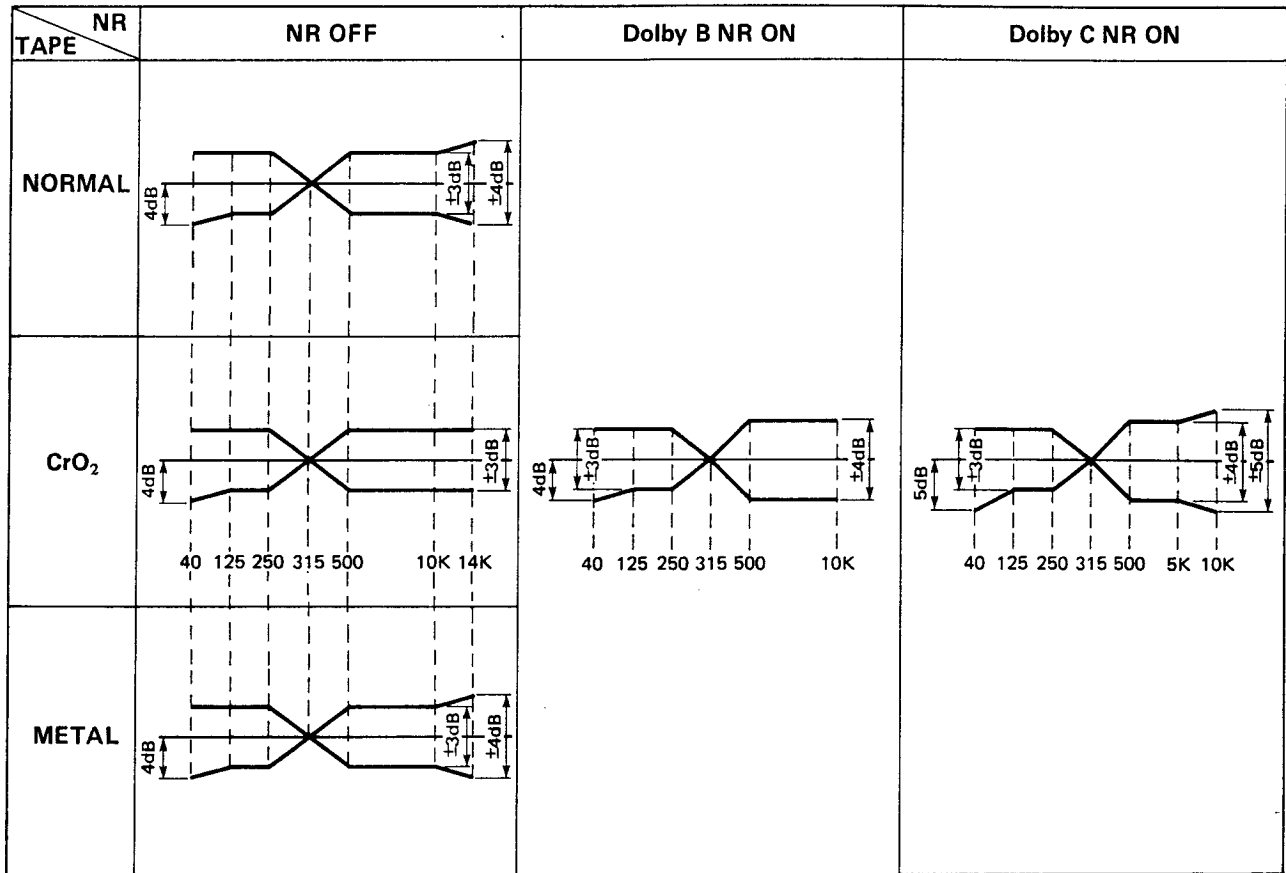 NR
TAPE
NR OFF
Dolby B NR ON
Dolby C NR ON
NORMAL
4dB
±3dB
±4dB
CrO₂
4dB
±3dB
40 125 250 315 500 10K 14K
4dB
±3dB
±4dB
40 125 250 315 500 10K
5dB
±3dB
±4dB
±5dB
40 125 250 315 500 5K 10K
METAL
4dB
±3dB
±4dB